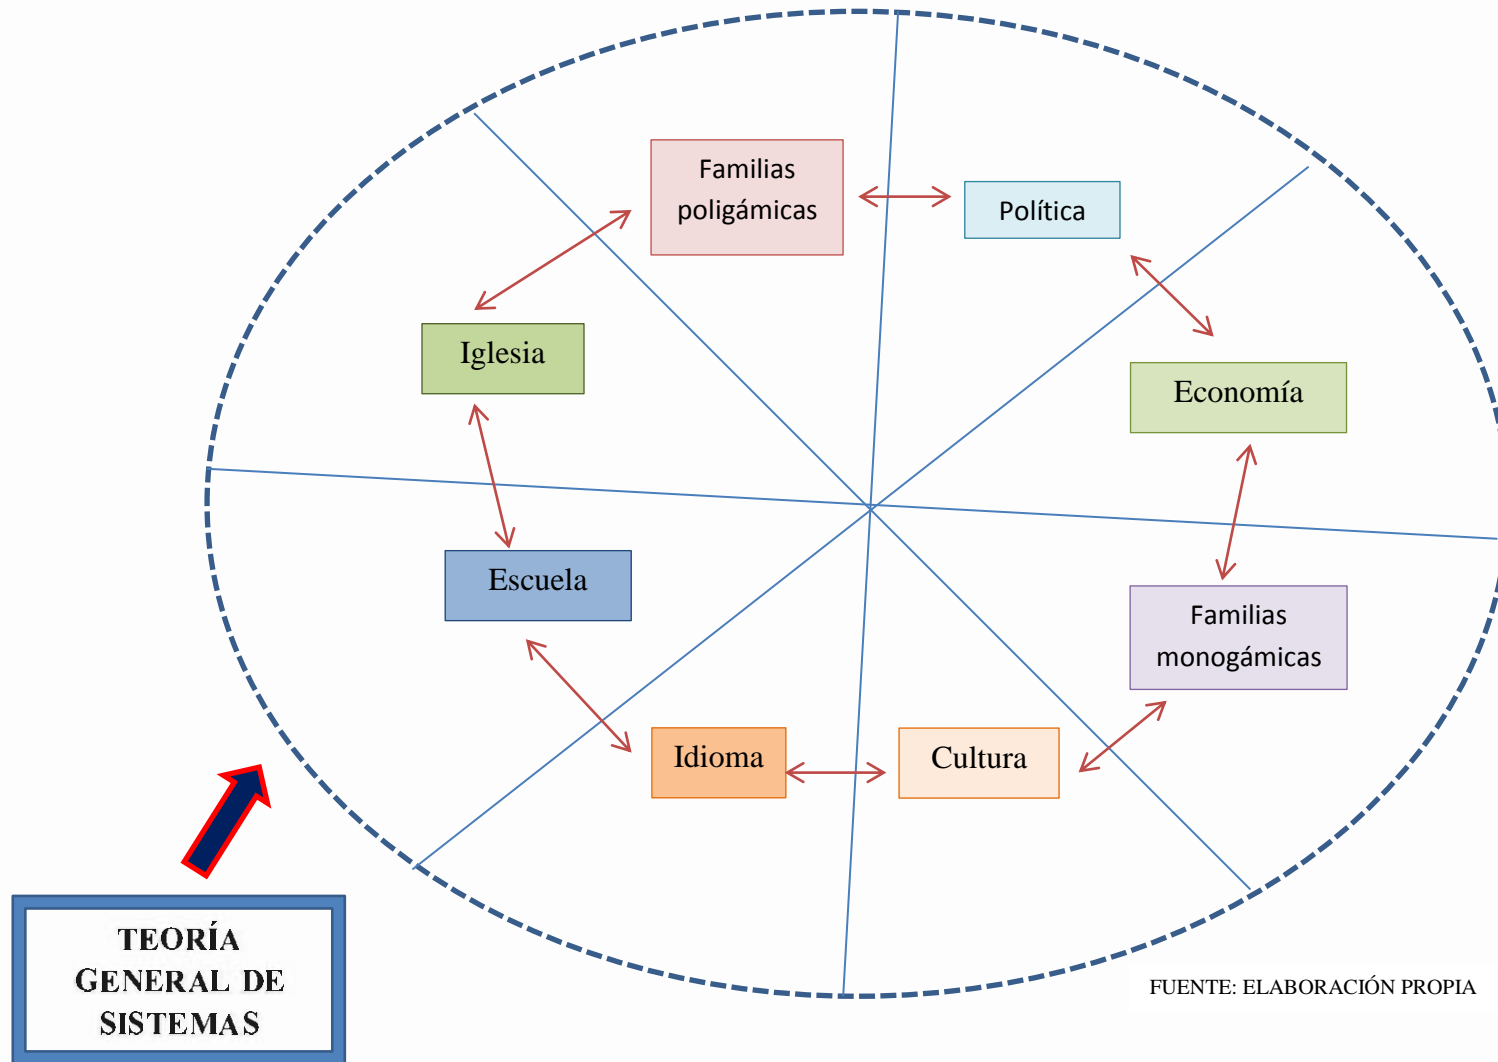 Familias
poligámicas
Política
Iglesia
Economía
Escuela
Familias
monogámicas
Idioma
Cultura
TEORÍA
GENERAL DE
SISTEMAS
FUENTE: ELABORACIÓN PROPIA